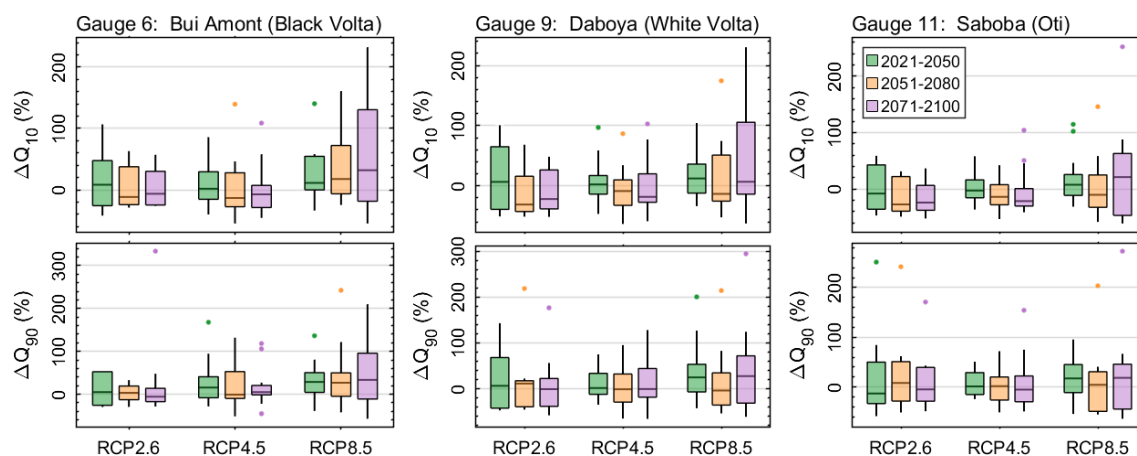 Gauge 6: Bui Amont (Black Volta)
Gauge 9: Daboya (White Volta)
Gauge 11: Saboba (Oti)
ΔQ10 (%)
200
100
0
ΔQ10 (%)
200
100
0
ΔQ10 (%)
200
100
0
2021-2050
2051-2080
2071-2100
ΔQ90 (%)
300
200
100
0
ΔQ90 (%)
300
200
100
0
ΔQ90 (%)
200
100
0
RCP2.6 RCP4.5 RCP8.5
RCP2.6 RCP4.5 RCP8.5
RCP2.6 RCP4.5 RCP8.5